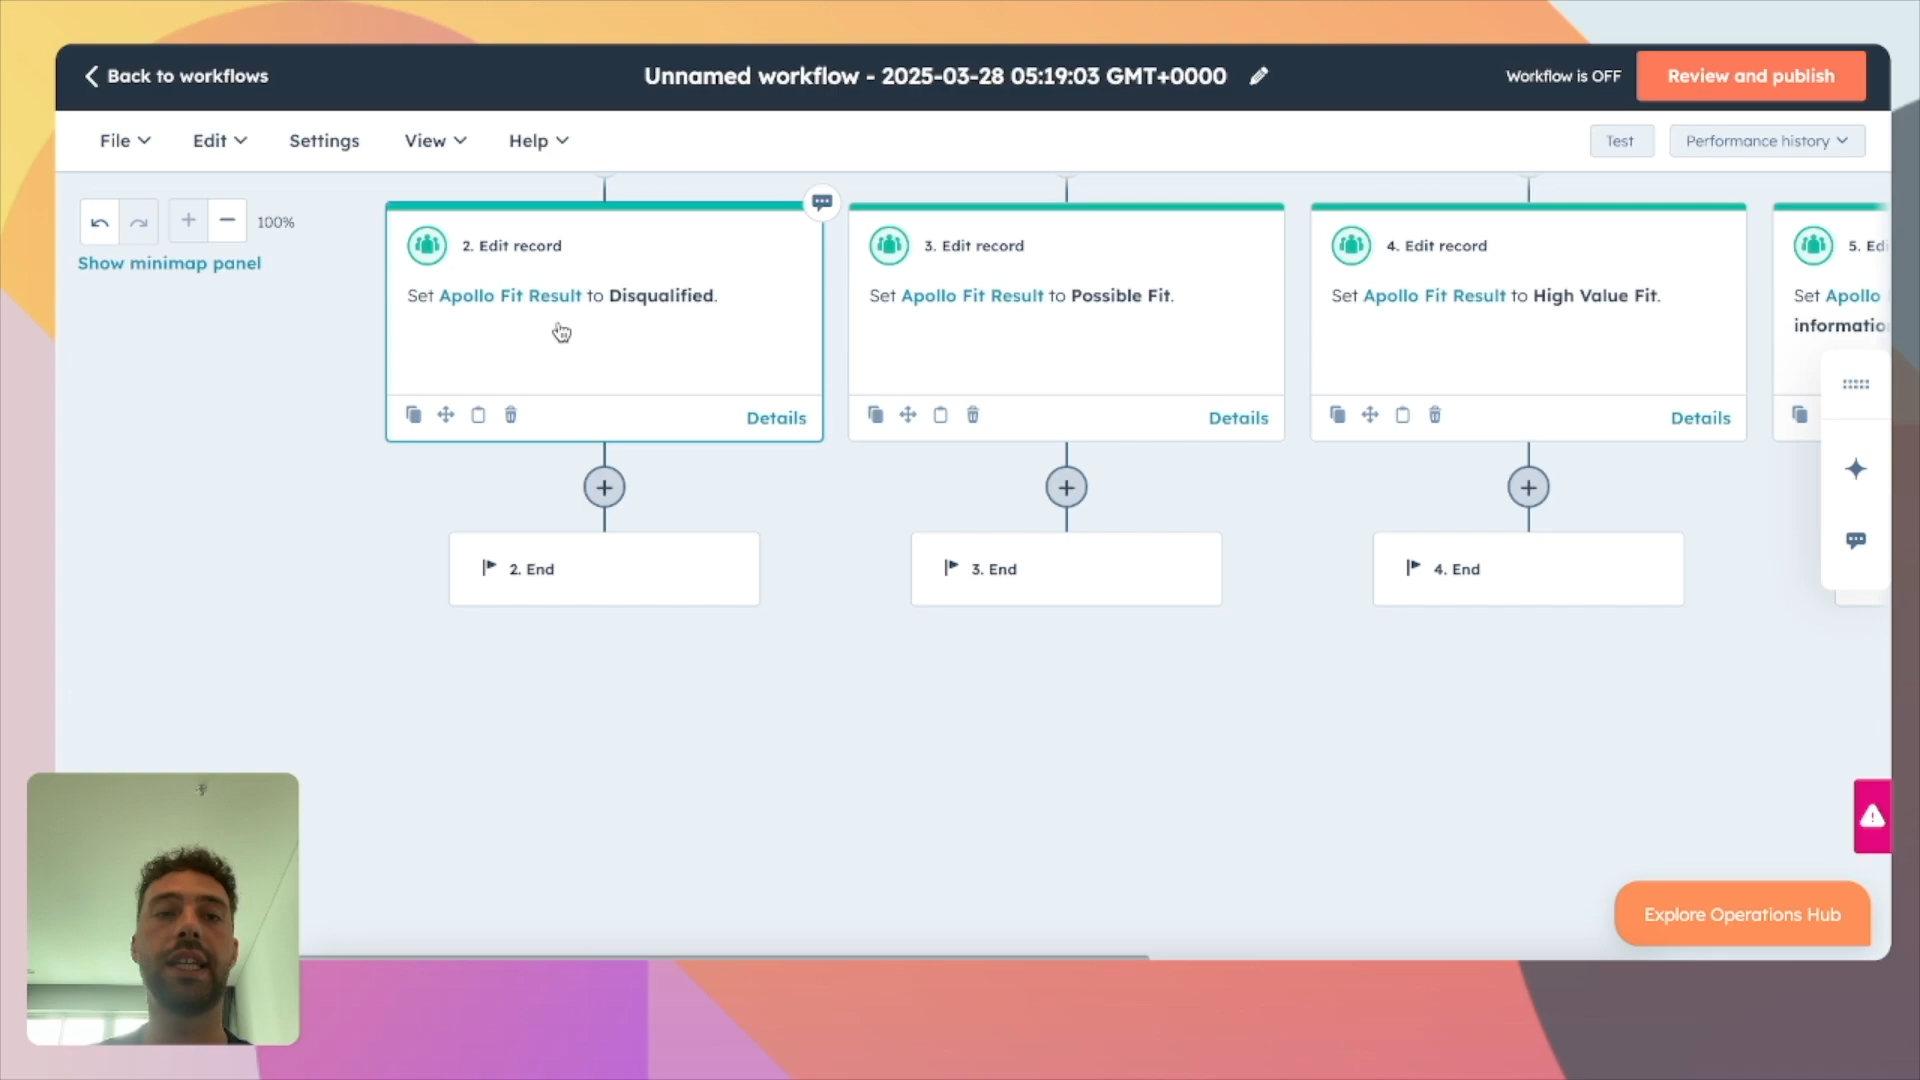 Back to workflows
Unnamed workflow - 2025-03-28 05:19:03 GMT+0000
Workflow is OFF
Review and publish
File
Edit
Settings
View
Help
Test
Performance history
100%
Show minimap panel
2. Edit record
Set Apollo Fit Result to Disqualified.
Details
2. End
3. Edit record
Set Apollo Fit Result to Possible Fit.
Details
3. End
4. Edit record
Set Apollo Fit Result to High Value Fit.
Details
4. End
5. Edi
Set Apollo
informatio
Explore Operations Hub